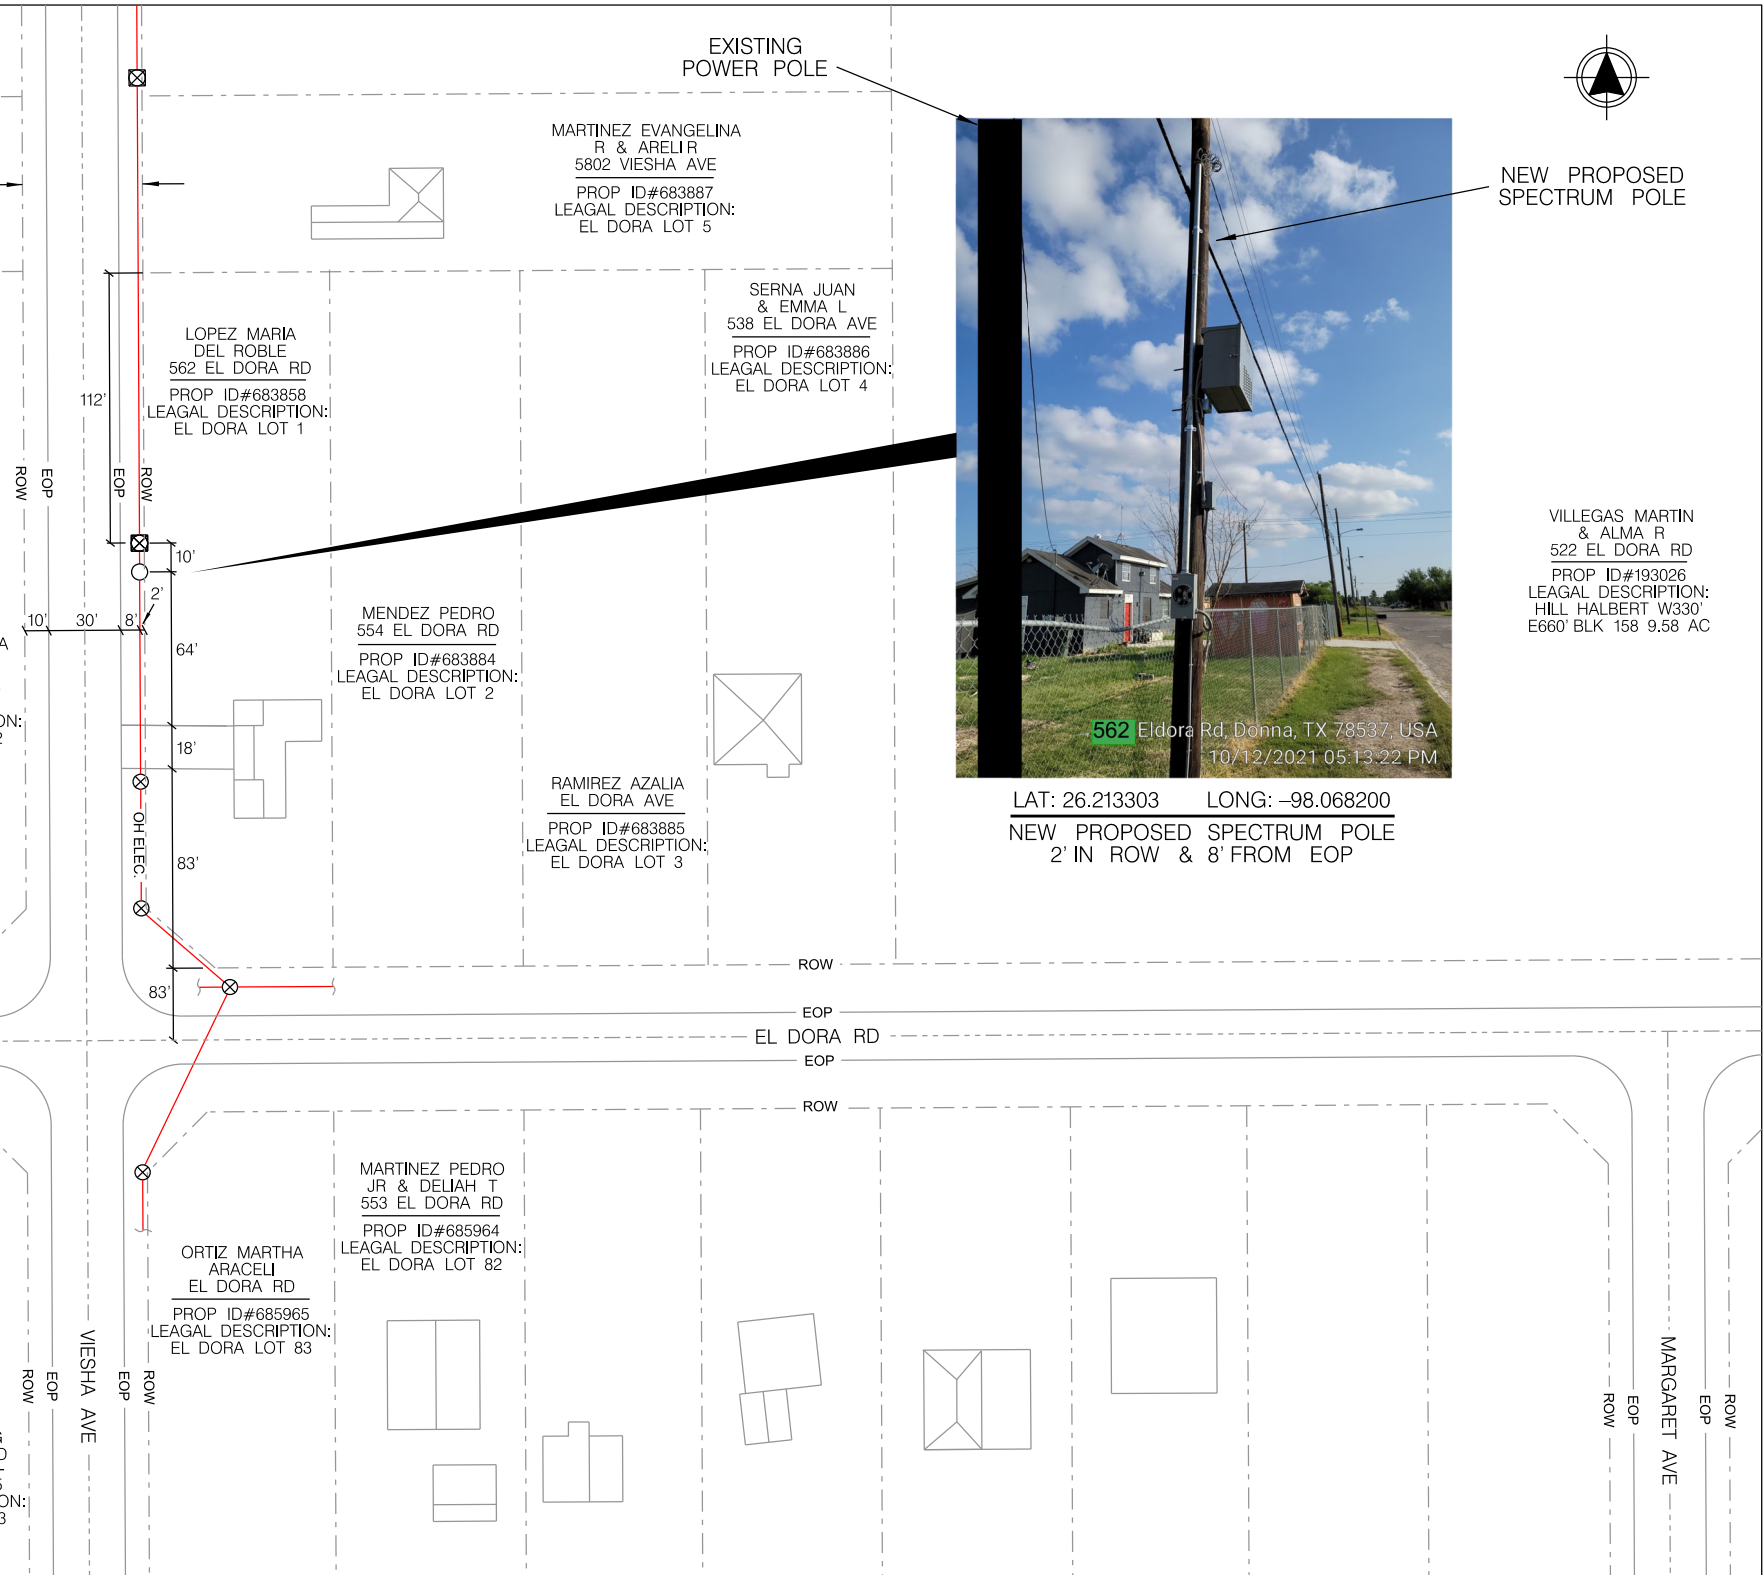 EXISTING
POWER POLE
NEW PROPOSED
SPECTRUM POLE
MARTINEZ EVANGELINA
R & ARELI R
5802 VIESHA AVE
PROP ID#683887
LEAGAL DESCRIPTION:
EL DORA LOT 5
SERNA JUAN
& EMMA L
538 EL DORA AVE
PROP ID#683886
LEAGAL DESCRIPTION:
EL DORA LOT 4
LOPEZ MARIA
DEL ROBLE
562 EL DORA RD
PROP ID#683858
LEAGAL DESCRIPTION:
EL DORA LOT 1
112'
ROW
EOP
EOP
ROW
10'
2'
10'
30'
8'
64'
A
ON:
18'
OH ELEC.
83'
83'
MENDEZ PEDRO
554 EL DORA RD
PROP ID#683884
LEAGAL DESCRIPTION:
EL DORA LOT 2
RAMIREZ AZALIA
EL DORA AVE
PROP ID#683885
LEAGAL DESCRIPTION:
EL DORA LOT 3
VILLEGAS MARTIN
& ALMA R
522 EL DORA RD
PROP ID#193026
LEAGAL DESCRIPTION:
HILL HALBERT W330'
E660' BLK 158 9.58 AC
562 Eldora Rd, Donna, TX 78537, USA
10/12/2021 05:13:22 PM
LAT: 26.213303 LONG: -98.068200
NEW PROPOSED SPECTRUM POLE
2' IN ROW & 8' FROM EOP
ROW
EOP
EL DORA RD
EOP
ROW
MARTINEZ PEDRO
JR & DELIAH T
553 EL DORA RD
PROP ID#685964
LEAGAL DESCRIPTION:
EL DORA LOT 82
ORTIZ MARTHA
ARACELI
EL DORA RD
PROP ID#685965
LEAGAL DESCRIPTION:
EL DORA LOT 83
ROW
EOP
VIESHA AVE
EOP
ROW
ON:
3
ROW
EOP
MARGARET AVE
EOP
ROW